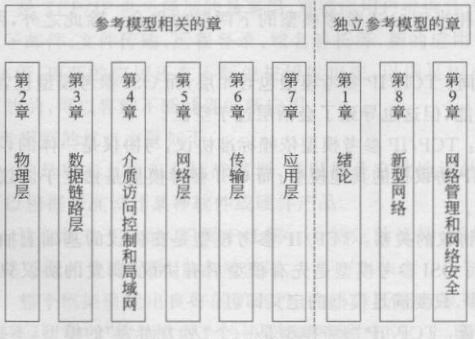 参考模型相关的章
独立参考的章
第2章 物理层
第3章 数据链路层
第4章 介质访问控制和局域网
第5章 网络层
第6章 传输层
第7章 应用层
第1章 绪论
第8章 新型网络
第9章 网络管理和网络安全